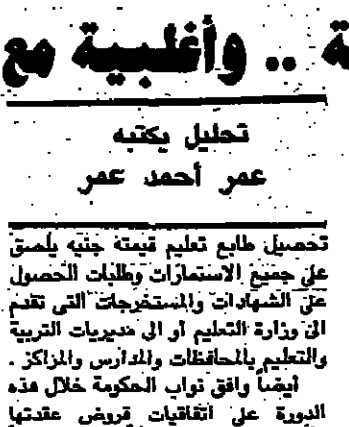 ة .. وأغلبية مع
تحليل يكتبه
عمر أحمد عمر
تحصيل طابع تعليم قيمته جنيه يلصق
على جميع الاستمارات وطلبات الحصول
على الشهادات والمستخرجات التى تقدم
الى وزارة التعليم أو الى مديريات التربية
والتعليم بالمحافظات والمدارس والمراكز .
أيضاً وافق نواب الحكومة خلال هذه
الدورة على اتفاقيات قروض عقدتها